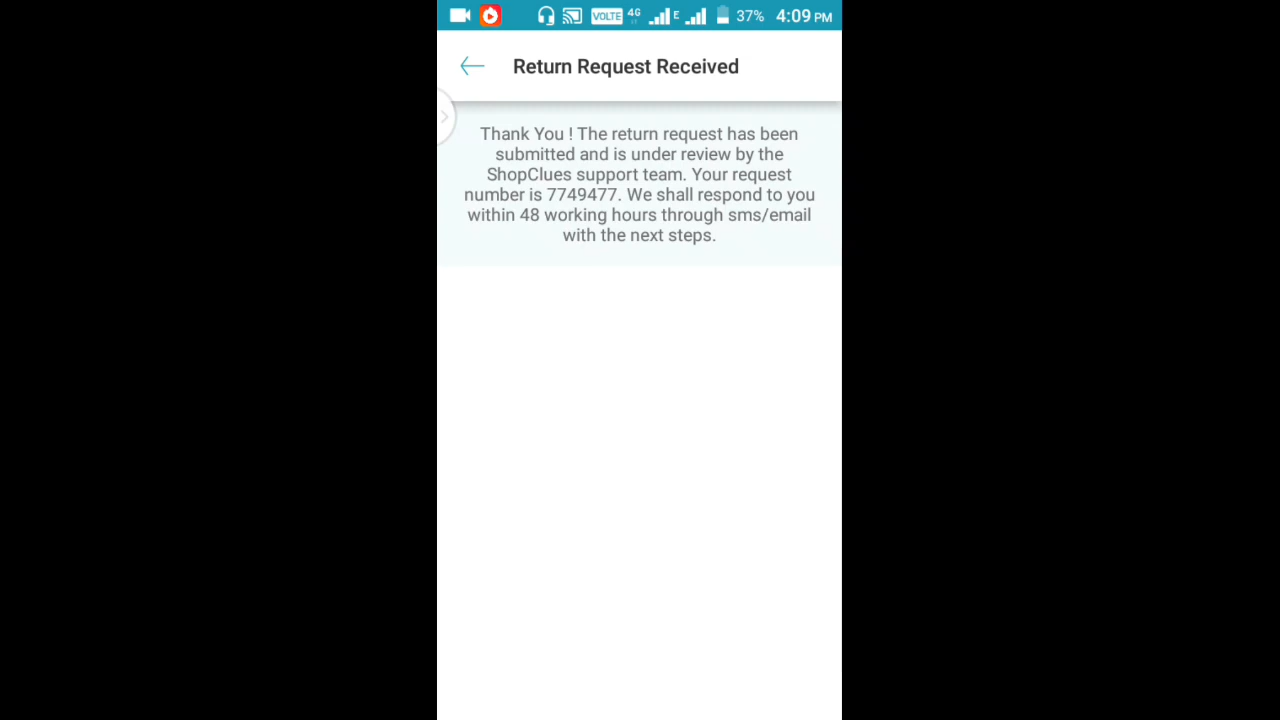 VOLTE 4G E 37% 4:09 PM
Return Request Received
Thank You ! The return request has been
submitted and is under review by the
ShopClues support team. Your request
number is 7749477. We shall respond to you
within 48 working hours through sms/email
with the next steps.